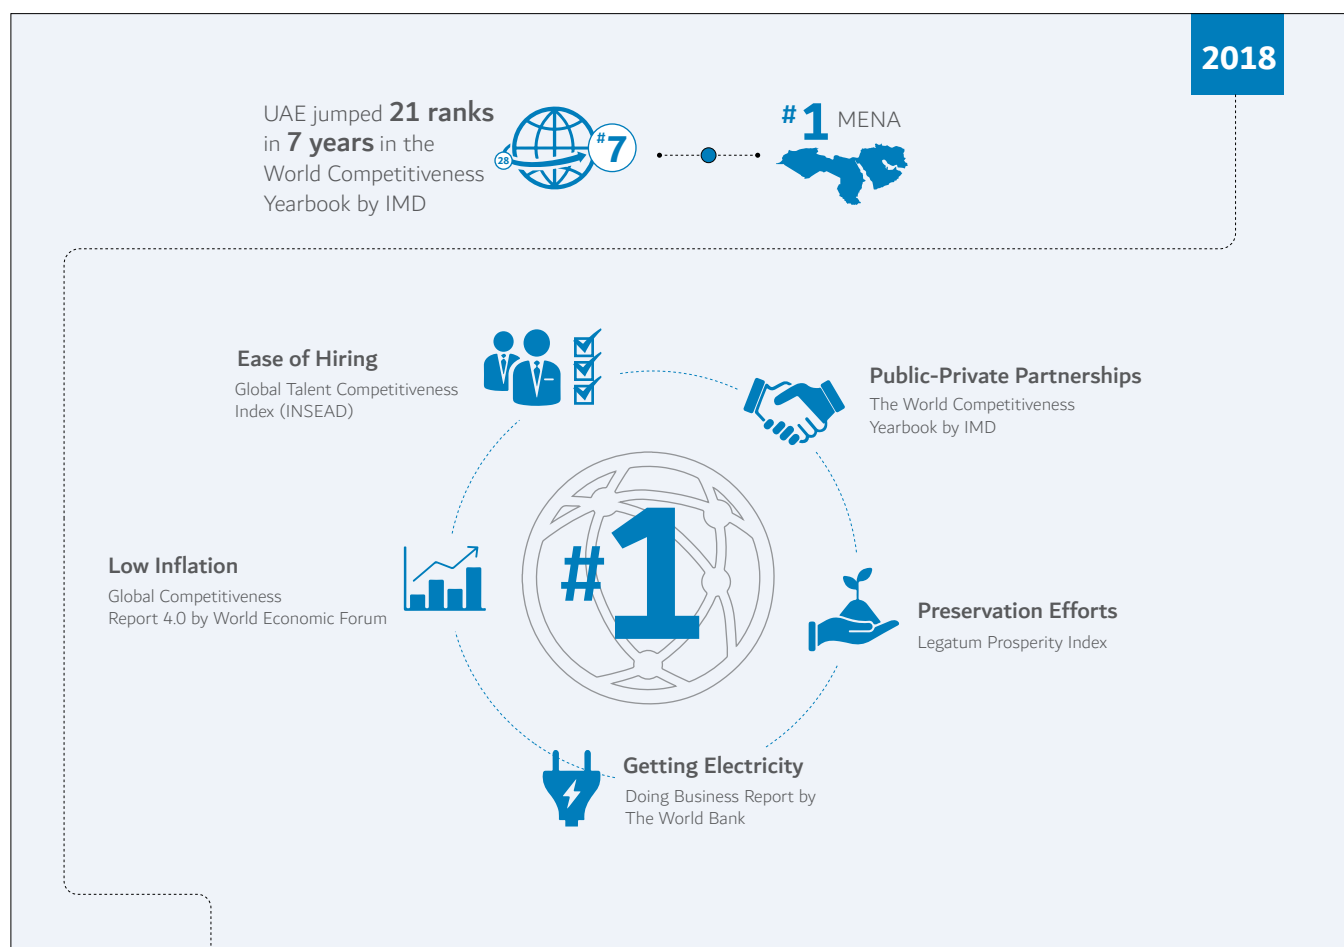 2018
UAE jumped 21 ranks
in 7 years in the
World Competitiveness
Yearbook by IMD
28
#7
#1 MENA
Ease of Hiring
Global Talent Competitiveness
Index (INSEAD)
Public-Private Partnerships
The World Competitiveness
Yearbook by IMD
#1
Low Inflation
Global Competitiveness
Report 4.0 by World Economic Forum
Preservation Efforts
Legatum Prosperity Index
Getting Electricity
Doing Business Report by
The World Bank